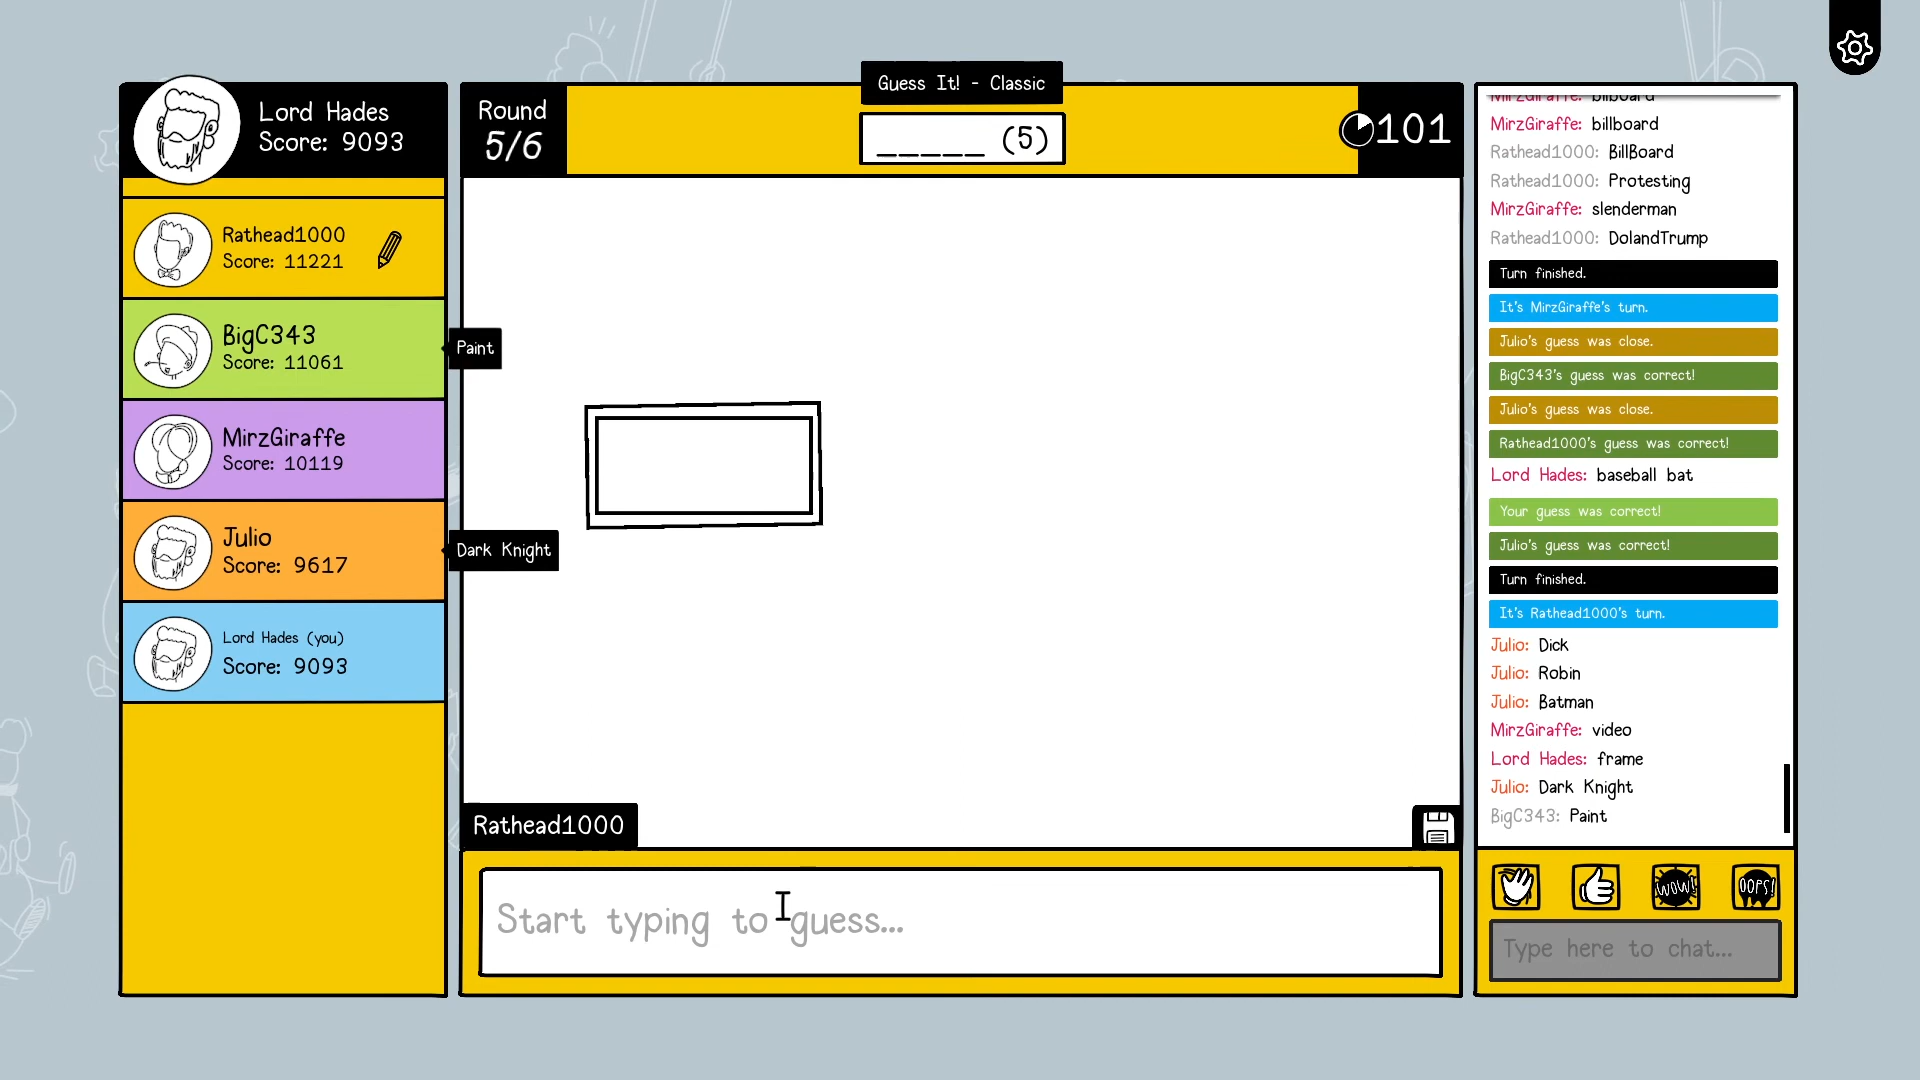 Lord Hades
Score: 9093
Rathead1000
Score: 11221
BigC343
Score: 11061
Paint
MirzGiraffe
Score: 10119
Julio
Score: 9617
Dark Knight
Lord Hades (you)
Score: 9093
Round
5/6
Guess It! - Classic
_____ (5)
101
Rathead1000
Start typing to guess...
MirzGiraffe: bilboard
MirzGiraffe: billboard
Rathead1000: BillBoard
Rathead1000: Protesting
MirzGiraffe: slenderman
Rathead1000: DolandTrump
Turn finished.
It's MirzGiraffe's turn.
Julio's guess was close.
BigC343's guess was correct!
Julio's guess was close.
Rathead1000's guess was correct!
Lord Hades: baseball bat
Your guess was correct!
Julio's guess was correct!
Turn finished.
It's Rathead1000's turn.
Julio: Dick
Julio: Robin
Julio: Batman
MirzGiraffe: video
Lord Hades: frame
Julio: Dark Knight
BigC343: Paint
WOW!
OOPS!
Type here to chat...